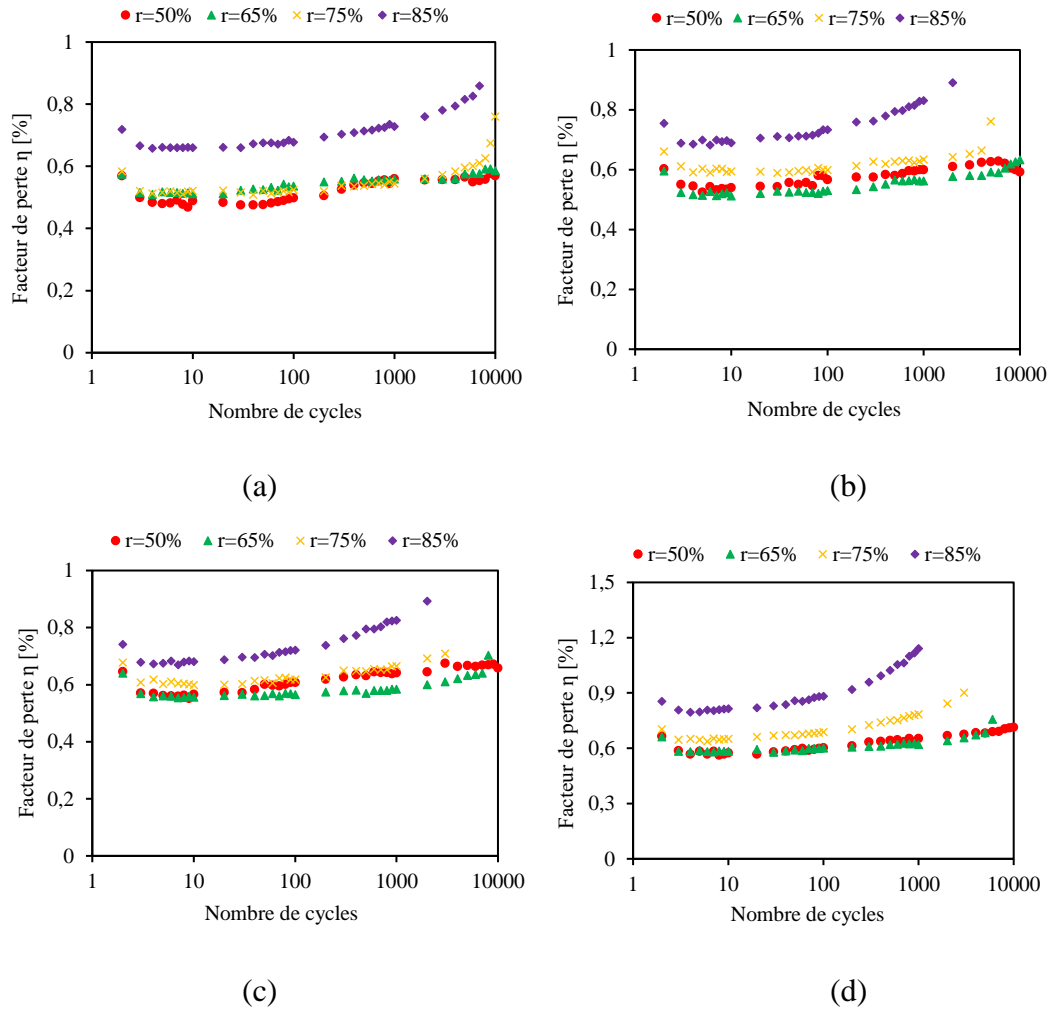 r=50% r=65% r=75% r=85%
1
0,8
0,6
0,4
0,2
0
Facteur de perte η [%]
1 10 100 1000 10000
Nombre de cycles
(a)
r=50% r=65% r=75% r=85%
1
0,8
0,6
0,4
0,2
0
Facteur de perte η [%]
1 10 100 1000 10000
Nombre de cycles
(b)
r=50% r=65% r=75% r=85%
1
0,8
0,6
0,4
0,2
0
Facteur de perte η [%]
1 10 100 1000 10000
Nombre de cycles
(c)
r=50% r=65% r=75% r=85%
1,5
1,2
0,9
0,6
0,3
0
Facteur de perte η [%]
1 10 100 1000 10000
Nombre de cycles
(d)